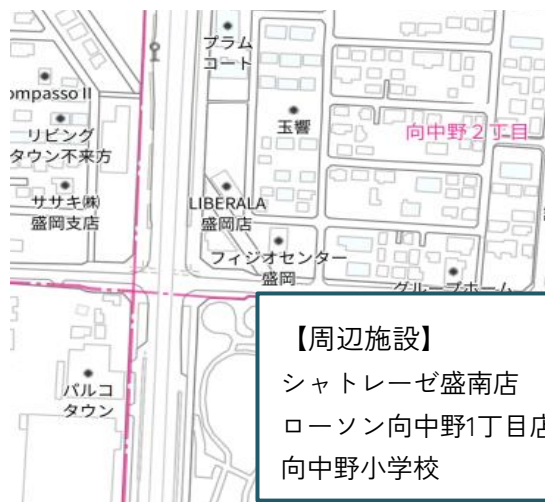 プラム
コート
ompasso II
玉響
向中野2丁目
リビング
タウン不来方
ササキ㈱
盛岡支店
LIBERALA
盛岡店
フィジオセンター
盛岡
グループホーム
パルコ
タウン
【周辺施設】
シャトレーゼ盛南店
ローソン向中野1丁目店
向中野小学校